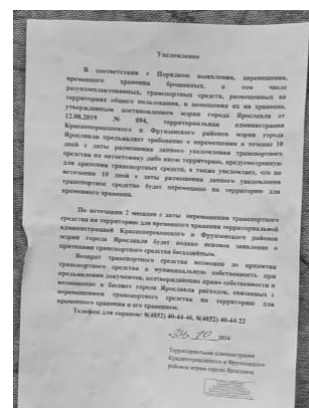 Уведомление
В соответствии с Порядком выявления, перемещения,
временного хранения брошенных, в том числе
разукомплектованных, транспортных средств, размещенных на
территориях общего пользования, и помещения их на хранение,
утвержденным постановлением мэрии города Ярославля от
12.08.2019 № 894, территориальная администрация
Красноперекопского и Фрунзенского районов мэрии города
Ярославля предъявляет требование о перемещении в течение 10
дней с даты размещения данного уведомления транспортного
средства на автостоянку либо иную территорию, предусмотренную
для хранения транспортных средств, а также уведомляет, что по
истечении 10 дней с даты размещения данного уведомления
транспортное средство будет перемещено на территорию для
временного хранения.
По истечении 2 месяцев с даты перемещения транспортного
средства на территорию для временного хранения территориальной
администрацией Красноперекопского и Фрунзенского районов
мэрии города Ярославля будет подано исковое заявление о
признании транспортного средства бесхозяйным.
Возврат транспортного средства возможен до принятия
транспортного средства в муниципальную собственность при
предъявлении документов, подтверждающих право собственности и
возмещению в бюджет города Ярославля расходов, связанных с
перемещением транспортного средства на территорию для
временного хранения и его хранением.
Телефон для справок: 8(4852) 40-44-46, 8(4852) 40-44-22
«24» 10 2024
Территориальная администрация
Красноперекопского и Фрунзенского
районов мэрии города Ярославля